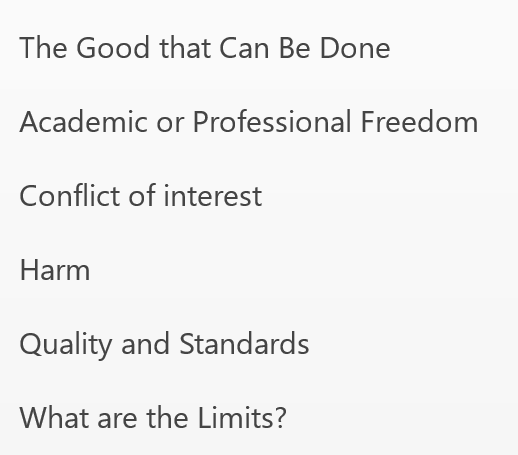 The Good that Can Be Done
Academic or Professional Freedom
Conflict of interest
Harm
Quality and Standards
What are the Limits?